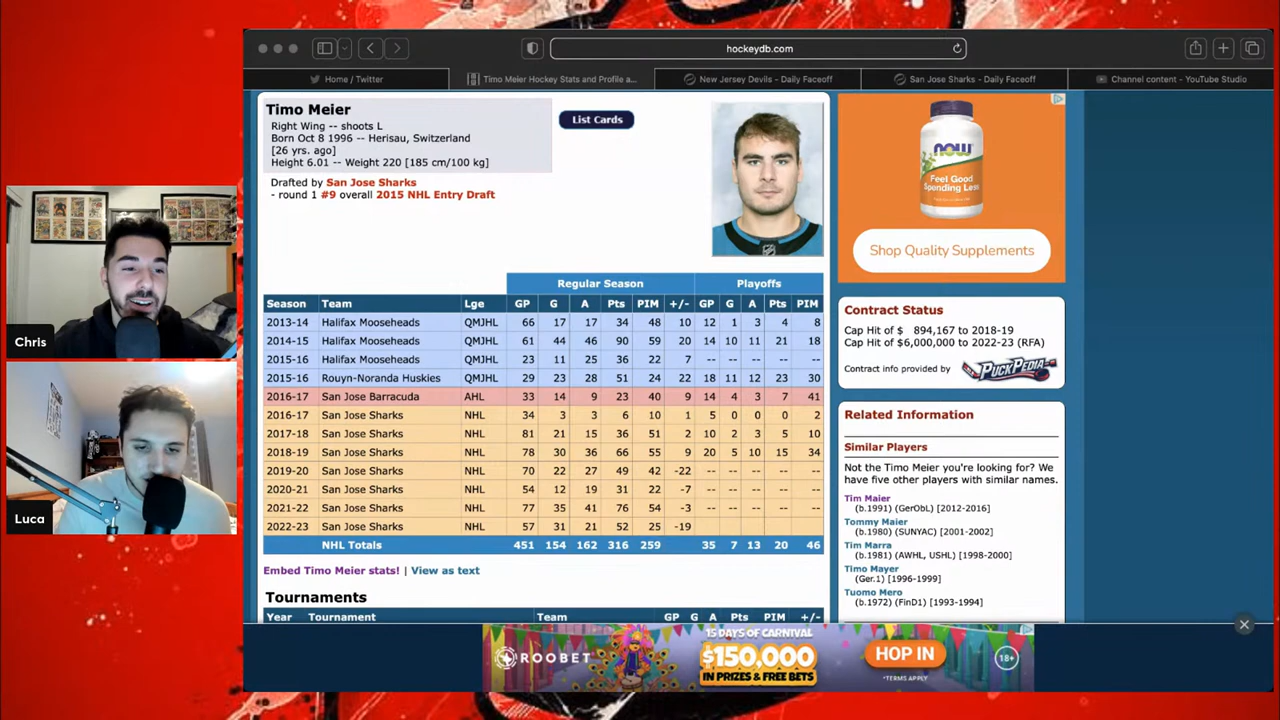 hockeydb.com
Home / Twitter
Timo Meier Hockey Stats and Profile a...
New Jersey Devils - Daily Faceoff
San Jose Sharks - Daily Faceoff
Channel content - YouTube Studio
Timo Meier
Right Wing -- shoots L
Born Oct 8 1996 -- Herisau, Switzerland
[26 yrs. ago]
Height 6.01 -- Weight 220 [185 cm/100 kg]
List Cards
Drafted by San Jose Sharks
- round 1 #9 overall 2015 NHL Entry Draft
Regular Season Playoffs
Season Team Lge GP G A Pts PIM +/- GP G A Pts PIM
2013-14 Halifax Mooseheads QMJHL 66 17 17 34 48 10 12 1 3 4 8
2014-15 Halifax Mooseheads QMJHL 61 44 46 90 59 20 14 10 11 21 18
2015-16 Halifax Mooseheads QMJHL 23 11 25 36 22 7 -- -- -- -- --
2015-16 Rouyn-Noranda Huskies QMJHL 29 23 28 51 24 22 18 11 12 23 30
2016-17 San Jose Barracuda AHL 33 14 9 23 40 9 14 4 3 7 41
2016-17 San Jose Sharks NHL 34 3 3 6 10 1 5 0 0 0 2
2017-18 San Jose Sharks NHL 81 21 15 36 51 2 10 2 3 5 10
2018-19 San Jose Sharks NHL 78 30 36 66 55 9 20 5 10 15 34
2019-20 San Jose Sharks NHL 70 22 27 49 42 -22 -- -- -- -- --
2020-21 San Jose Sharks NHL 54 12 19 31 22 -7 -- -- -- -- --
2021-22 San Jose Sharks NHL 77 35 41 76 54 -3 -- -- -- -- --
2022-23 San Jose Sharks NHL 57 31 21 52 25 -19
NHL Totals 451 154 162 316 259 35 7 13 20 46
Embed Timo Meier stats! | View as text
Tournaments
Year Tournament Team GP G A Pts PIM +/-
NOW
Feel Good
Spending Less
Shop Quality Supplements
Contract Status
Cap Hit of $ 894,167 to 2018-19
Cap Hit of $6,000,000 to 2022-23 (RFA)
Contract info provided by PUCKPEDIA
Related Information
Similar Players
Not the Timo Meier you're looking for? We
have five other players with similar names.
Tim Maier
(b.1991) (GerObL) [2012-2016]
Tommy Maier
(b.1980) (SUNYAC) [2001-2002]
Tim Marra
(b.1981) (AWHL, USHL) [1998-2000]
Timo Mayer
(Ger.1) [1996-1999]
Tuomo Mero
(b.1972) (FinD1) [1993-1994]
Chris
Luca
ROOBET
15 DAYS OF CARNIVAL
$150,000
IN PRIZES & FREE BETS
HOP IN
*TERMS APPLY
18+